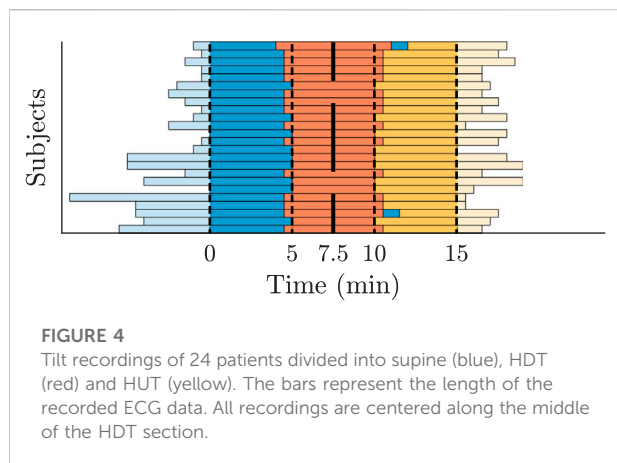 Subjects
0 5 7.5 10 15
Time (min)
FIGURE 4
Tilt recordings of 24 patients divided into supine (blue), HDT
(red) and HUT (yellow). The bars represent the length of the
recorded ECG data. All recordings are centered along the middle
of the HDT section.